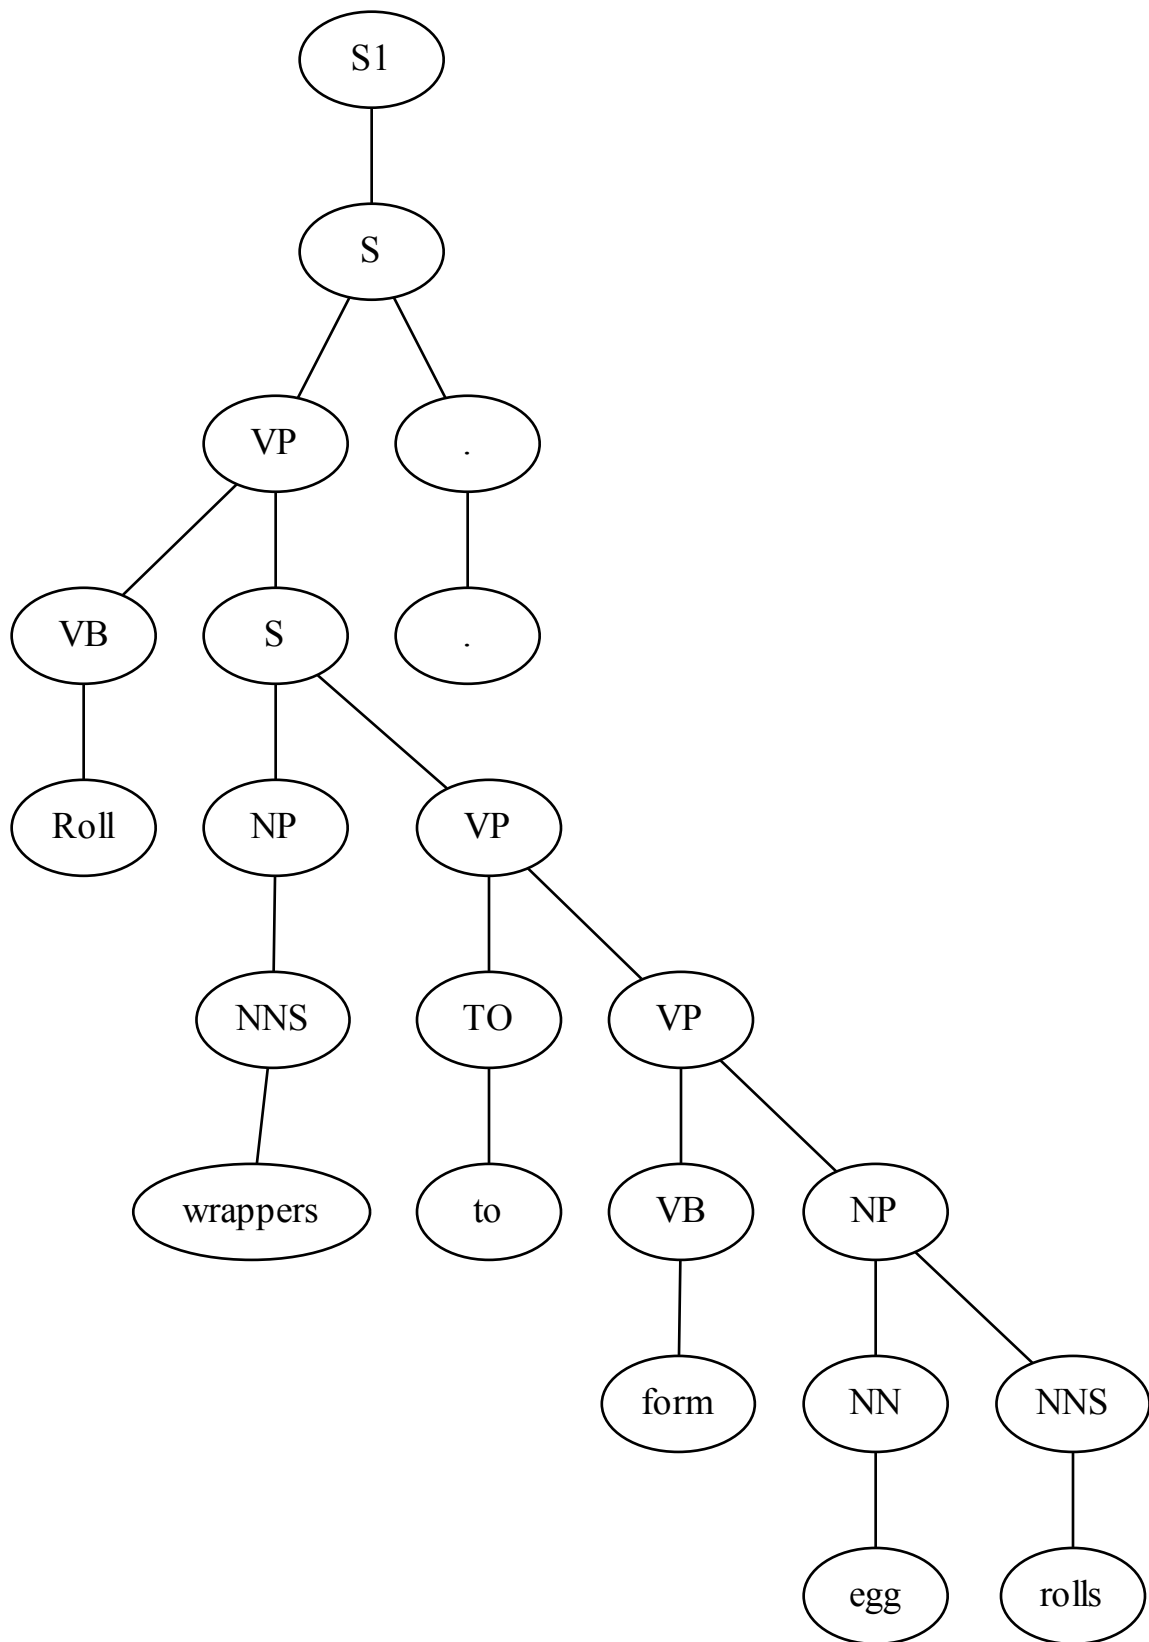 S1
S
VP .
VB S .
Roll NP VP
NNS TO VP
wrappers to VB NP
form NN NNS
egg rolls